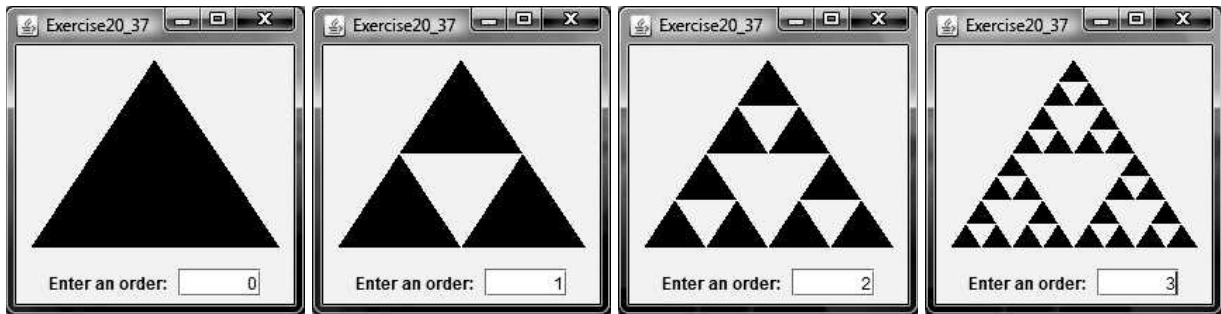 Exercise20_37
Enter an order: 0
Exercise20_37
Enter an order: 1
Exercise20_37
Enter an order: 2
Exercise20_37
Enter an order: 3